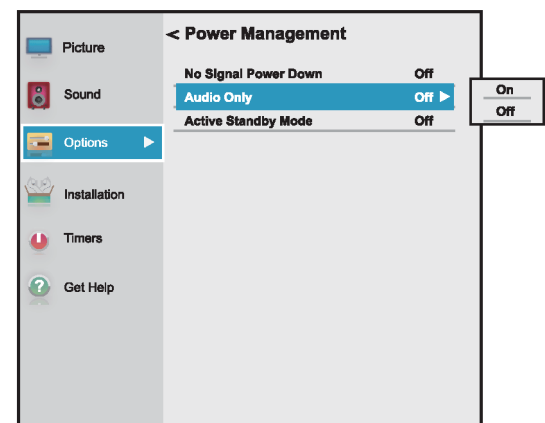 Picture
Sound
Options
Installation
Timers
Get Help
< Power Management
No Signal Power Down Off
Audio Only Off
Active Standby Mode Off
On
Off